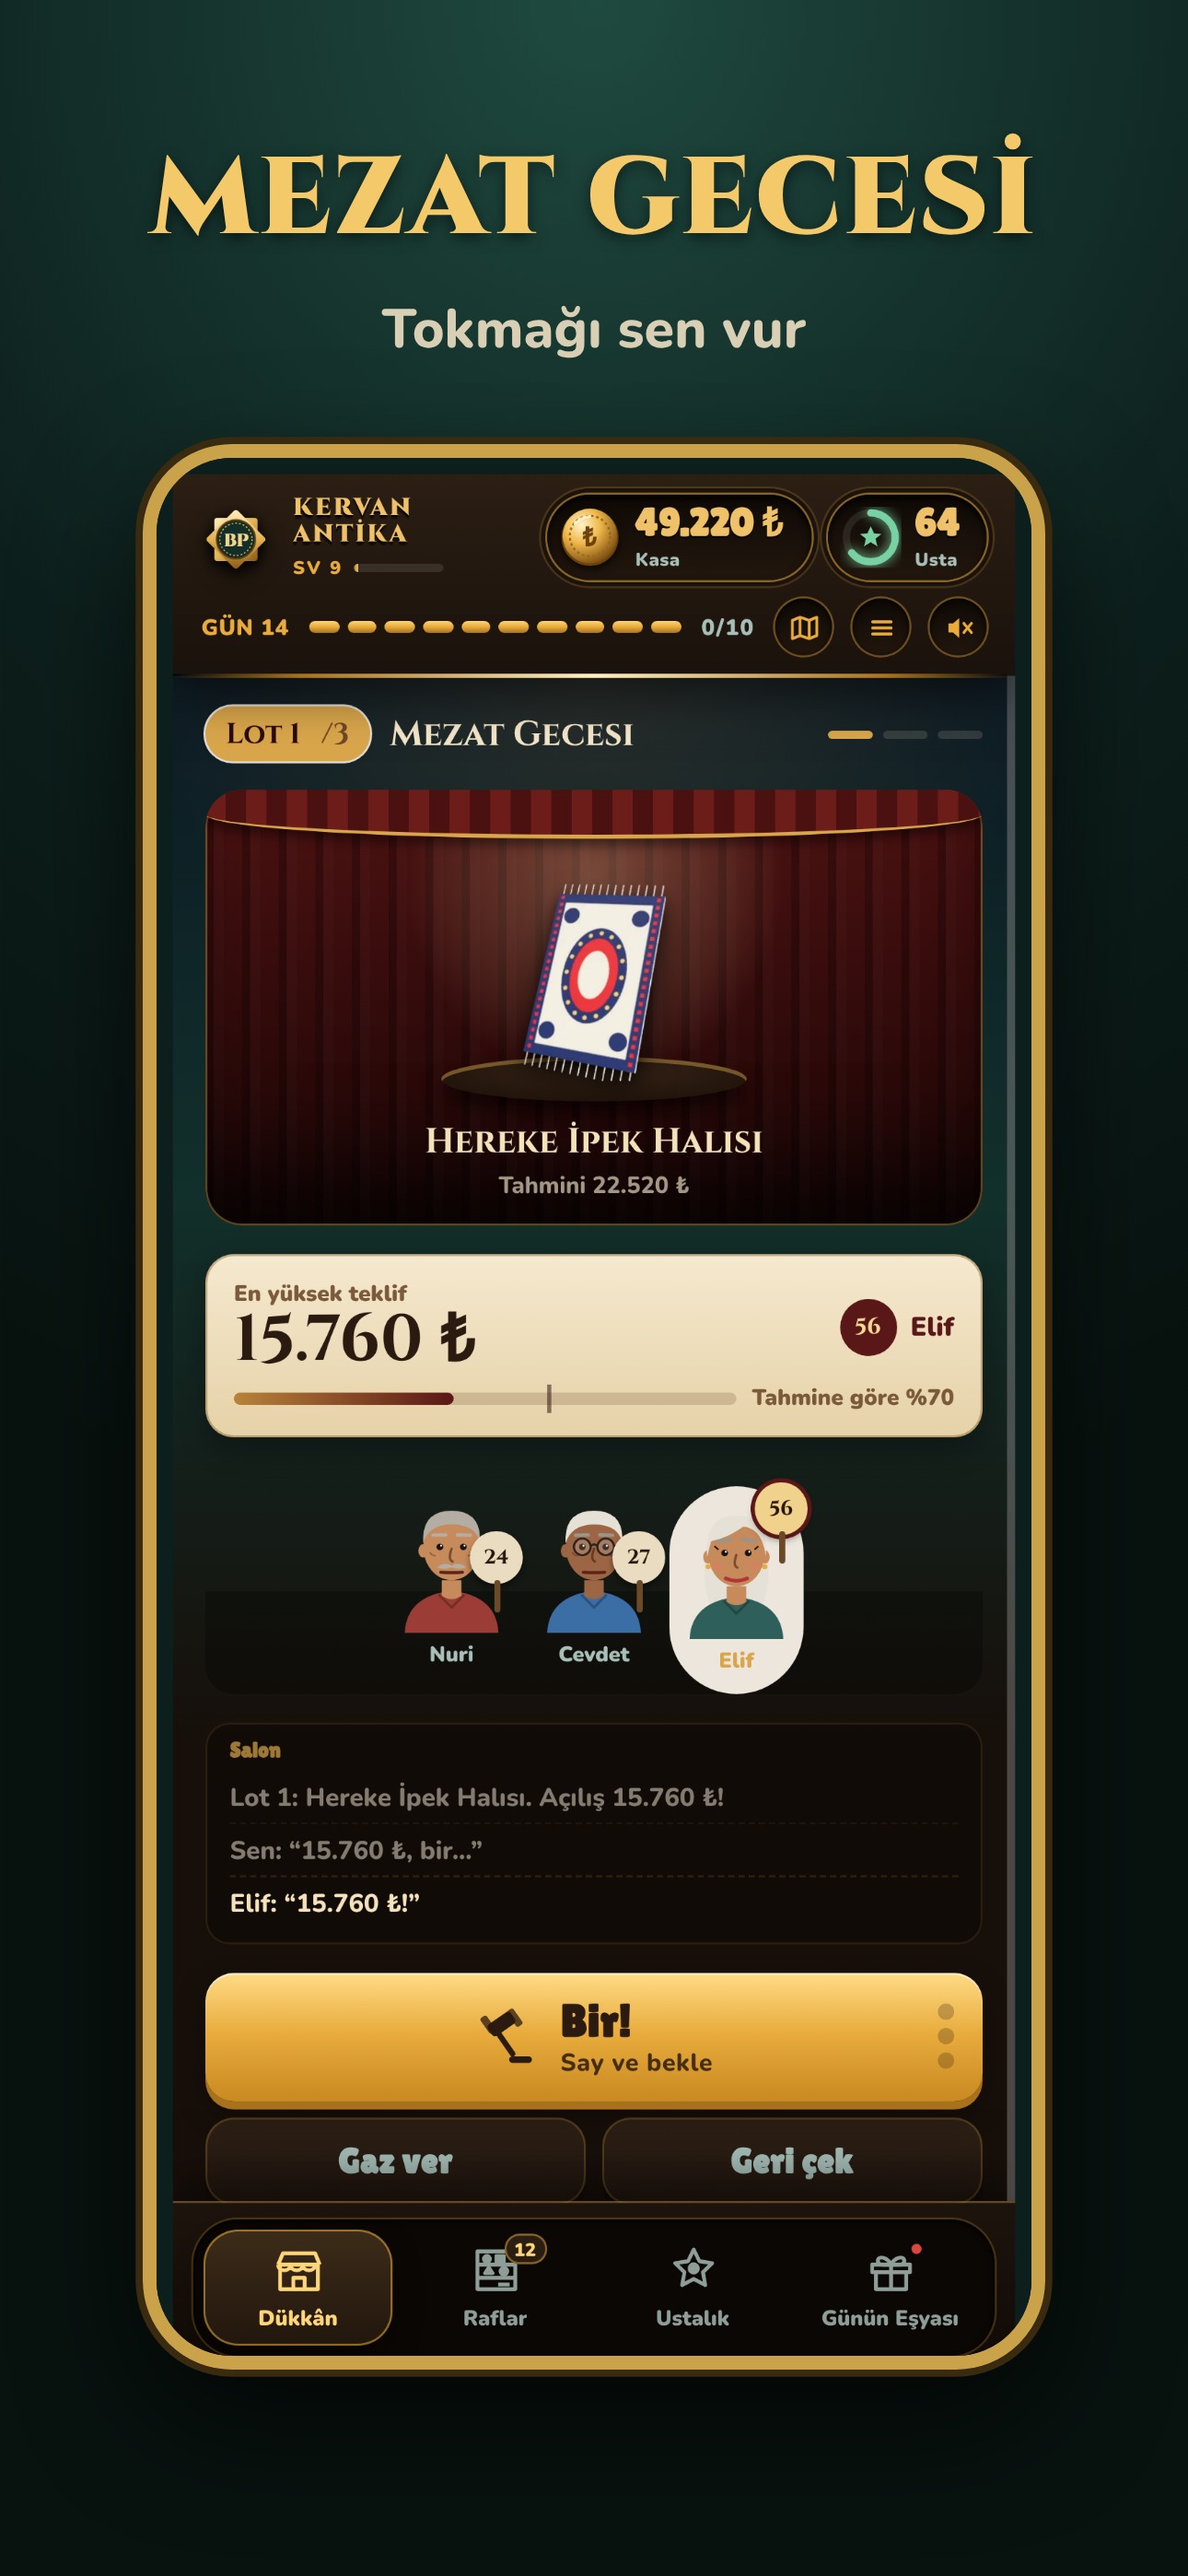 MEZAT GECESİ
Tokmağı sen vur
BP
KERVAN
ANTİKA
SV 9
49.220 ₺
Kasa
64
Usta
GÜN 14
0/10
LOT 1 /3
MEZAT GECESI
HEREKE İPEK HALISI
Tahmini 22.520 ₺
En yüksek teklif
15.760 ₺
56 Elif
Tahmine göre %70
24
27
56
Nuri
Cevdet
Elif
Salon
Lot 1: Hereke İpek Halısı. Açılış 15.760 ₺!
Sen: “15.760 ₺, bir...”
Elif: “15.760 ₺!”
Bir!
Say ve bekle
Gaz ver
Geri çek
12
Dükkân
Raflar
Ustalık
Günün Eşyası